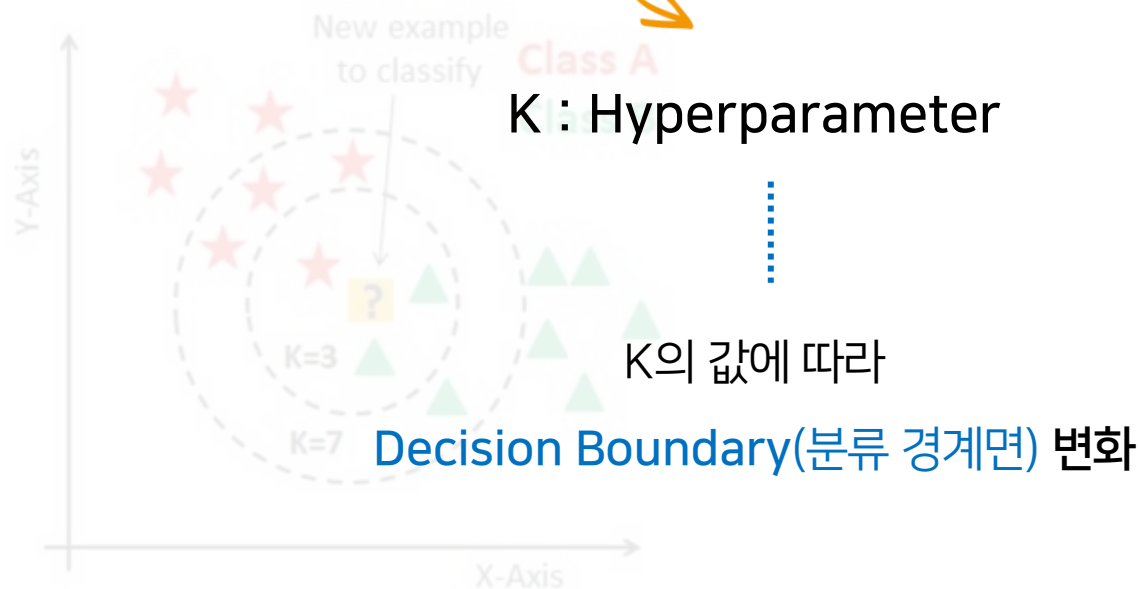 New example
to classify
Class A
K : Hyperparameter
Y-Axis
?
K=3
K의 값에 따라
K=7
Decision Boundary(분류 경계면) 변화
X-Axis